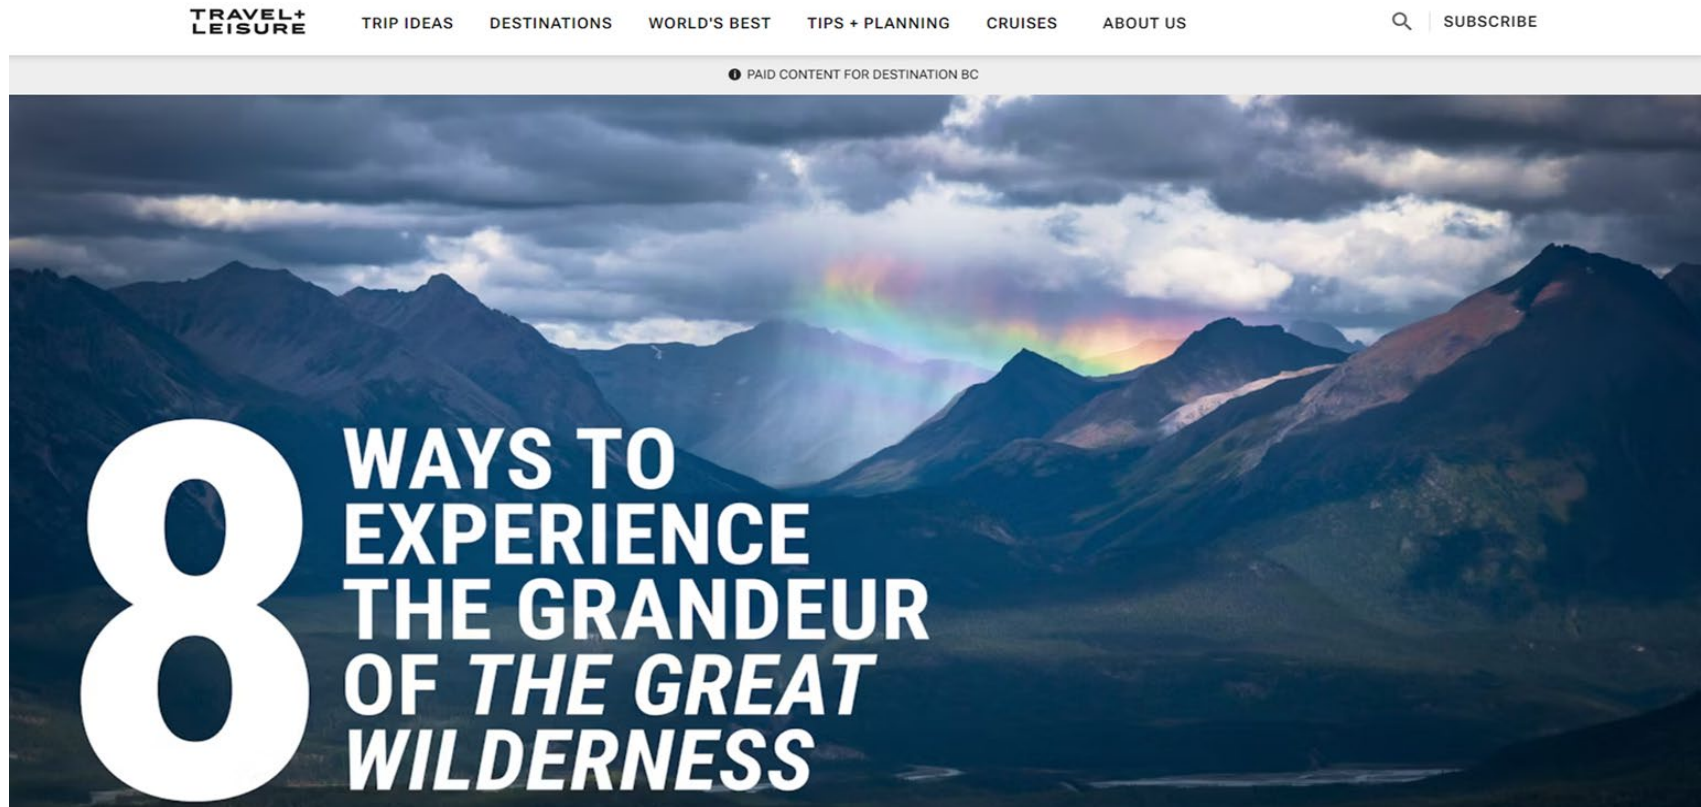 TRAVEL+
LEISURE
TRIP IDEAS DESTINATIONS WORLD'S BEST TIPS + PLANNING CRUISES ABOUT US SUBSCRIBE
PAID CONTENT FOR DESTINATION BC
8
WAYS TO
EXPERIENCE
THE GRANDEUR
OF THE GREAT
WILDERNESS